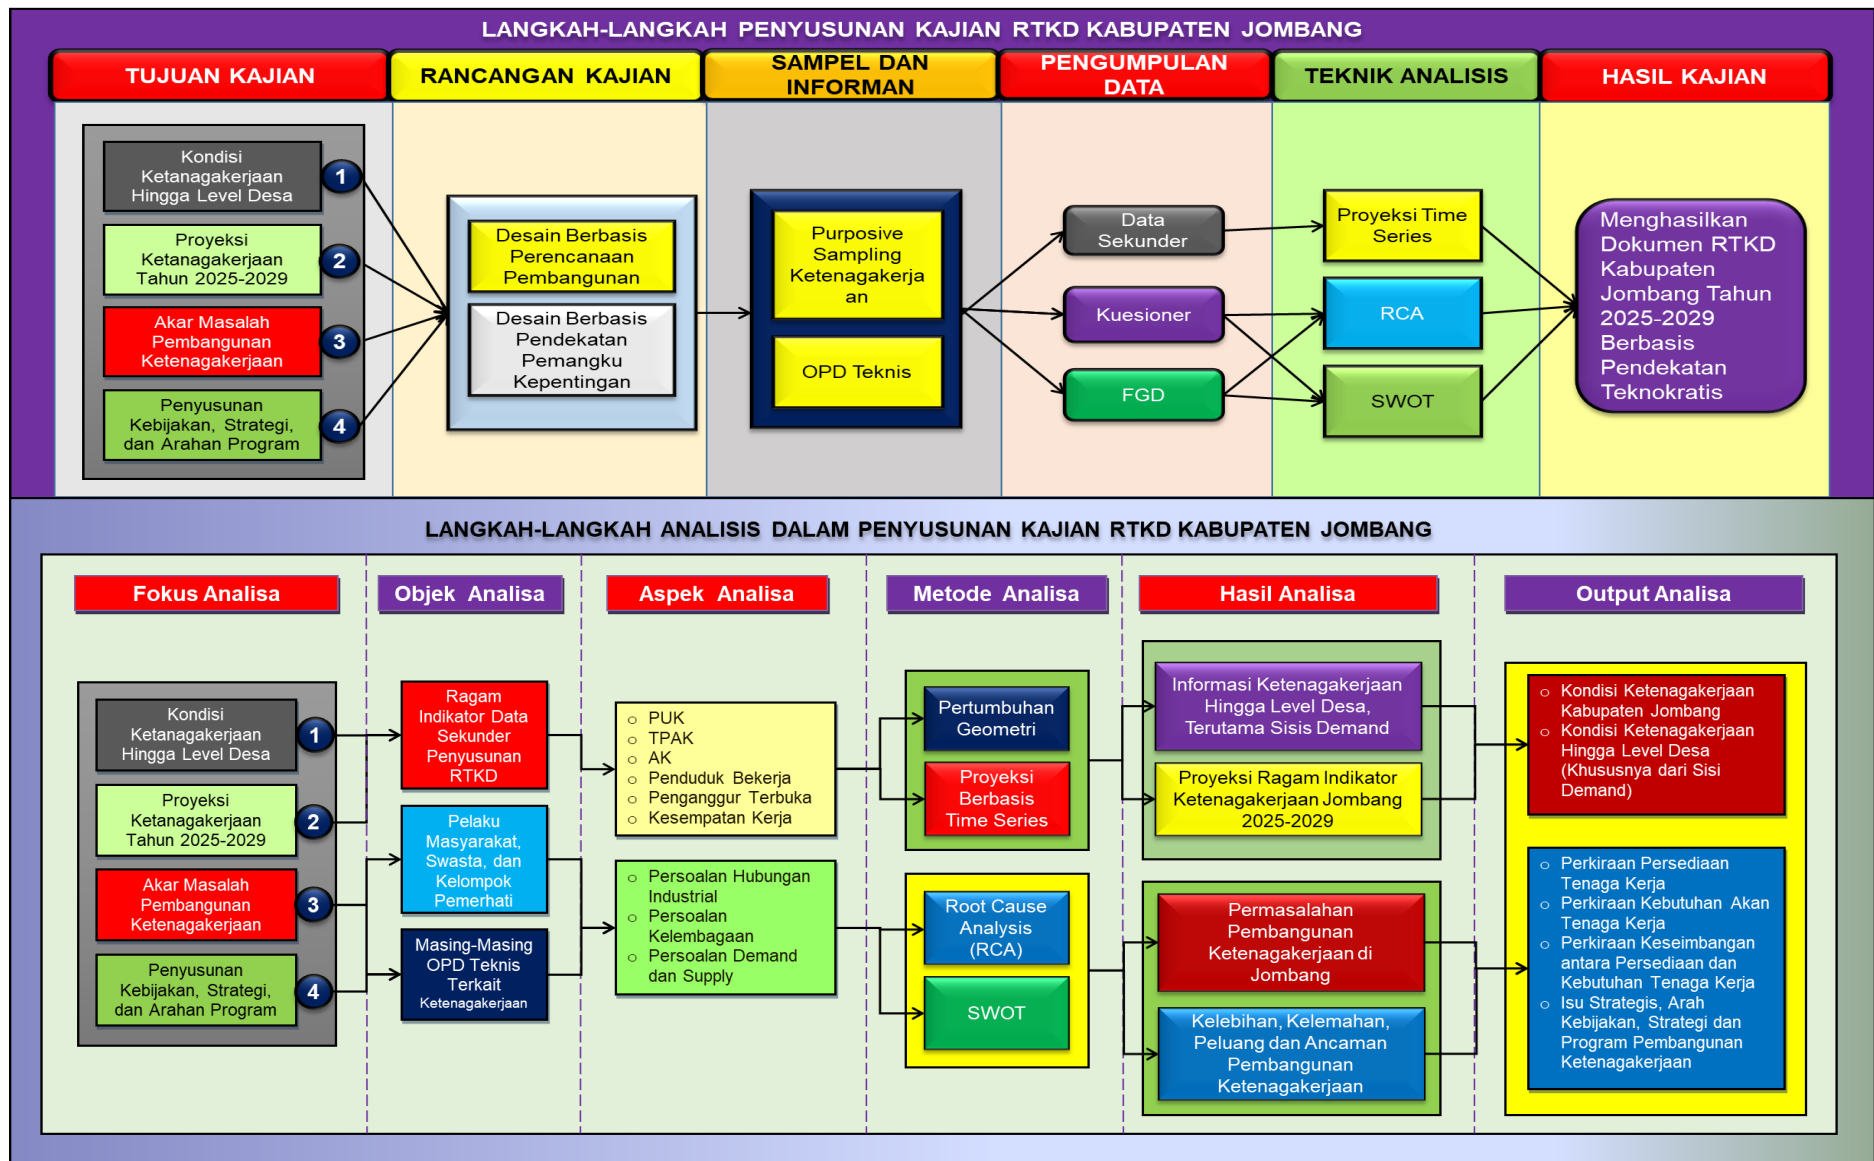 LANGKAH-LANGKAH PENYUSUNAN KAJIAN RTKD KABUPATEN JOMBANG
TUJUAN KAJIAN
RANCANGAN KAJIAN
SAMPEL DAN
INFORMAN
PENGUMPULAN
DATA
TEKNIK ANALISIS
HASIL KAJIAN
Kondisi
Ketanagakerjaan
Hingga Level Desa
1
Proyeksi
Ketanagakerjaan
Tahun 2025-2029
2
Akar Masalah
Pembangunan
Ketenagakerjaan
3
Penyusunan
Kebijakan, Strategi,
dan Arahan Program
4
Desain Berbasis
Perencanaan
Pembangunan
Desain Berbasis
Pendekatan
Pemangku
Kepentingan
Purposive
Sampling
Ketenagakerja
an
OPD Teknis
Data
Sekunder
Kuesioner
FGD
Proyeksi Time
Series
RCA
SWOT
Menghasilkan
Dokumen RTKD
Kabupaten
Jombang Tahun
2025-2029
Berbasis
Pendekatan
Teknokratis
LANGKAH-LANGKAH ANALISIS DALAM PENYUSUNAN KAJIAN RTKD KABUPATEN JOMBANG
Fokus Analisa
Objek Analisa
Aspek Analisa
Metode Analisa
Hasil Analisa
Output Analisa
Kondisi
Ketanagakerjaan
Hingga Level Desa
1
Proyeksi
Ketanagakerjaan
Tahun 2025-2029
2
Akar Masalah
Pembangunan
Ketenagakerjaan
3
Penyusunan
Kebijakan, Strategi,
dan Arahan Program
4
Ragam
Indikator Data
Sekunder
Penyusunan
RTKD
Pelaku
Masyarakat,
Swasta, dan
Kelompok
Pemerhati
Masing-Masing
OPD Teknis
Terkait
Ketenagakerjaan
o PUK
o TPAK
o AK
o Penduduk Bekerja
o Penganggur Terbuka
o Kesempatan Kerja
o Persoalan Hubungan
Industrial
o Persoalan
Kelembagaan
o Persoalan Demand
dan Supply
Pertumbuhan
Geometri
Proyeksi
Berbasis
Time Series
Root Cause
Analysis
(RCA)
SWOT
Informasi Ketenagakerjaan
Hingga Level Desa,
Terutama Sisis Demand
Proyeksi Ragam Indikator
Ketenagakerjaan Jombang
2025-2029
Permasalahan
Pembangunan
Ketenagakerjaan di
Jombang
Kelebihan, Kelemahan,
Peluang dan Ancaman
Pembangunan
Ketenagakerjaan
o Kondisi Ketenagakerjaan
Kabupaten Jombang
o Kondisi Ketenagakerjaan
Hingga Level Desa
(Khususnya dari Sisi
Demand)
o Perkiraan Persediaan
Tenaga Kerja
o Perkiraan Kebutuhan Akan
Tenaga Kerja
o Perkiraan Keseimbangan
antara Persediaan dan
Kebutuhan Tenaga Kerja
o Isu Strategis, Arah
Kebijakan, Strategi dan
Program Pembangunan
Ketenagakerjaan